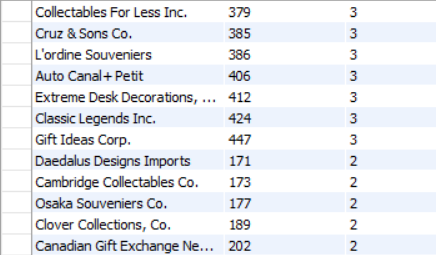 Collectables For Less Inc. 379 3
Cruz & Sons Co. 385 3
L'ordine Souveniers 386 3
Auto Canal+ Petit 406 3
Extreme Desk Decorations, ... 412 3
Classic Legends Inc. 424 3
Gift Ideas Corp. 447 3
Daedalus Designs Imports 171 2
Cambridge Collectables Co. 173 2
Osaka Souveniers Co. 177 2
Clover Collections, Co. 189 2
Canadian Gift Exchange Ne... 202 2